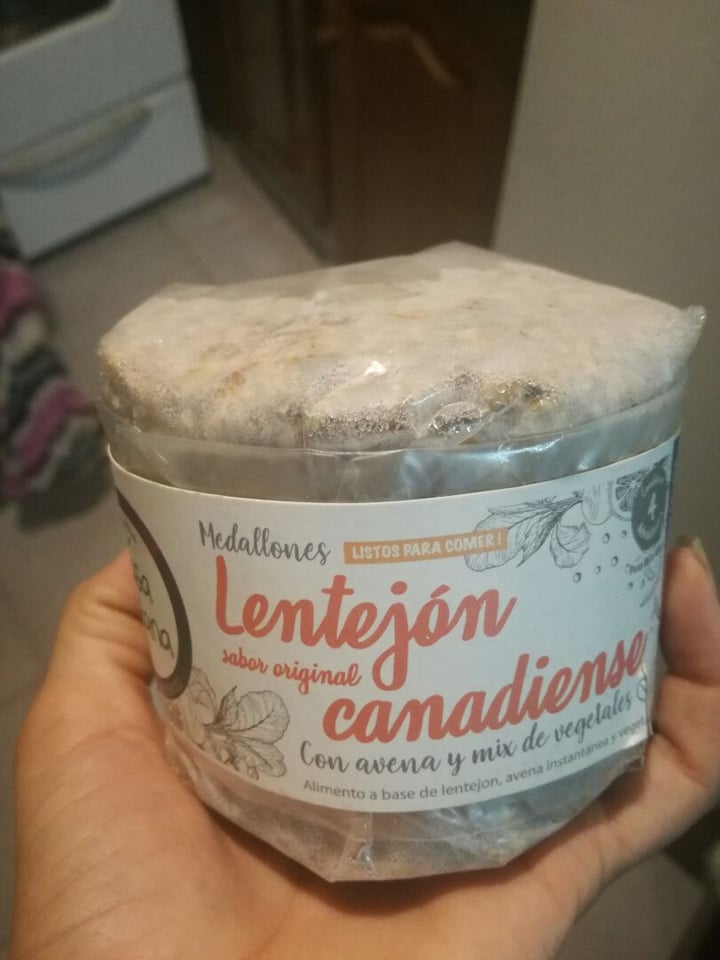 Medallones
LISTOS PARA COMER!
Lentejón
sabor original
canadiense
Con avena y mix de vegetales
Alimento a base de lentejon, avena instantanea y
4